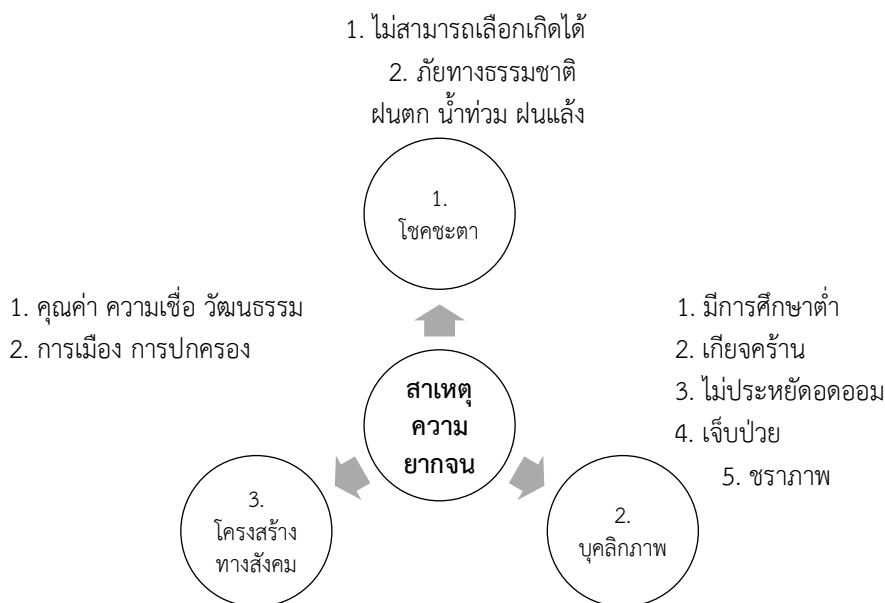 1. ไม่สามารถเลือกเกิดได้
2. ภัยทางธรรมชาติ
ฝนตก น้ำท่วม ฝนแล้ง
1.
โชคชะตา
1. คุณค่า ความเชื่อ วัฒนธรรม
2. การเมือง การปกครอง
1. มีการศึกษาต่ำ
2. เกียจคร้าน
3. ไม่ประหยัดอดออม
4. เจ็บป่วย
5. ชราภาพ
สาเหตุ
ความ
ยากจน
3.
โครงสร้าง
ทางสังคม
2.
บุคลิกภาพ